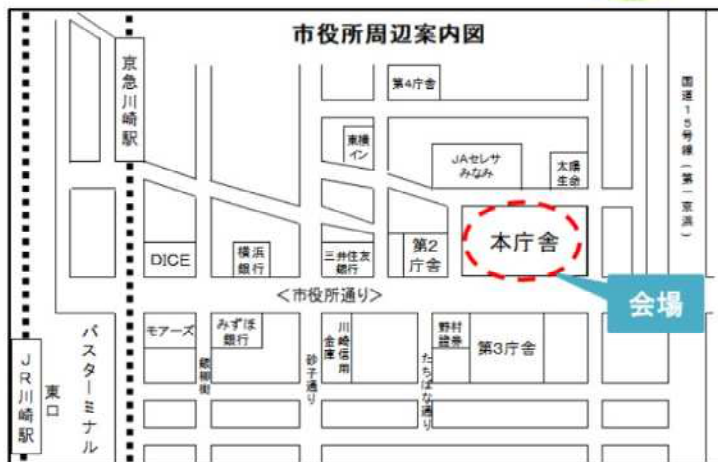 市役所周辺案内図
京急川崎駅
第4庁舎
東横
イン
JAセレサ
みなみ
太陽
生命
国道15号線(第一京浜)
DICE
横浜
銀行
三井住友
銀行
第2
庁舎
本庁舎
会場
<市役所通り>
モアーズ
みずほ
銀行
川崎信用
金庫
野村
證券
第3庁舎
銀柳街
砂子通り
たちばな通り
JR川崎駅
東口
バスターミナル